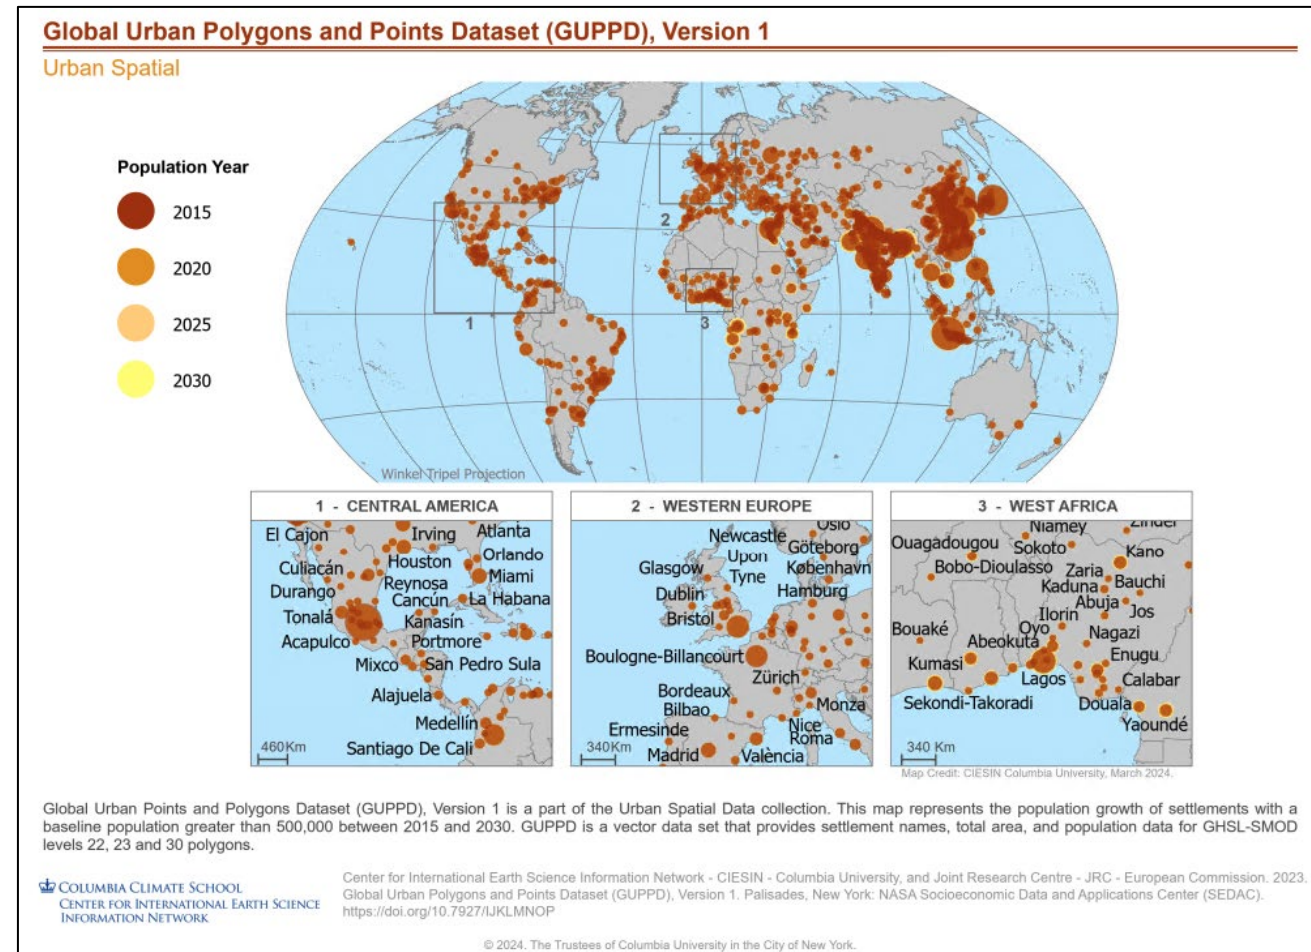 Global Urban Polygons and Points Dataset (GUPPD), Version 1
Urban Spatial
Population Year
2015
2020
2025
2030
1
2
3
Winkel Tripel Projection
1 - CENTRAL AMERICA
El Cajon
Irving
Atlanta
Houston
Orlando
Culiacán
Reynosa
Miami
Durango
Cancún
La Habana
Tonalá
Kanasín
Acapulco
Portmore
Mixco
San Pedro Sula
Alajuela
Medellín
Santiago De Cali
460Km
2 - WESTERN EUROPE
Oslo
Newcastle
Upon
Tyne
Göteborg
Glasgow
København
Dublin
Hamburg
Bristol
Boulogne-Billancourt
Zürich
Bordeaux
Bilbao
Monza
Ermesinde
Nice
Roma
Madrid
València
340Km
3 - WEST AFRICA
Niamey
Zinder
Ouagadougou
Sokoto
Kano
Bobo-Dioulasso
Zaria
Kaduna
Bauchi
Abuja
Jos
Ilorin
Bouaké
Oyo
Abeokuta
Nagazi
Kumasi
Enugu
Lagos
Calabar
Sekondi-Takoradi
Douala
Yaoundé
340 Km
Map Credit: CIESIN Columbia University, March 2024.
Global Urban Points and Polygons Dataset (GUPPD), Version 1 is a part of the Urban Spatial Data collection. This map represents the population growth of settlements with a
baseline population greater than 500,000 between 2015 and 2030. GUPPD is a vector data set that provides settlement names, total area, and population data for GHSL-SMOD
levels 22, 23 and 30 polygons.
COLUMBIA CLIMATE SCHOOL
CENTER FOR INTERNATIONAL EARTH SCIENCE
INFORMATION NETWORK
Center for International Earth Science Information Network - CIESIN - Columbia University, and Joint Research Centre - JRC - European Commission. 2023.
Global Urban Polygons and Points Dataset (GUPPD), Version 1. Palisades, New York: NASA Socioeconomic Data and Applications Center (SEDAC).
https://doi.org/10.7927/IJKLMNOP
© 2024. The Trustees of Columbia University in the City of New York.